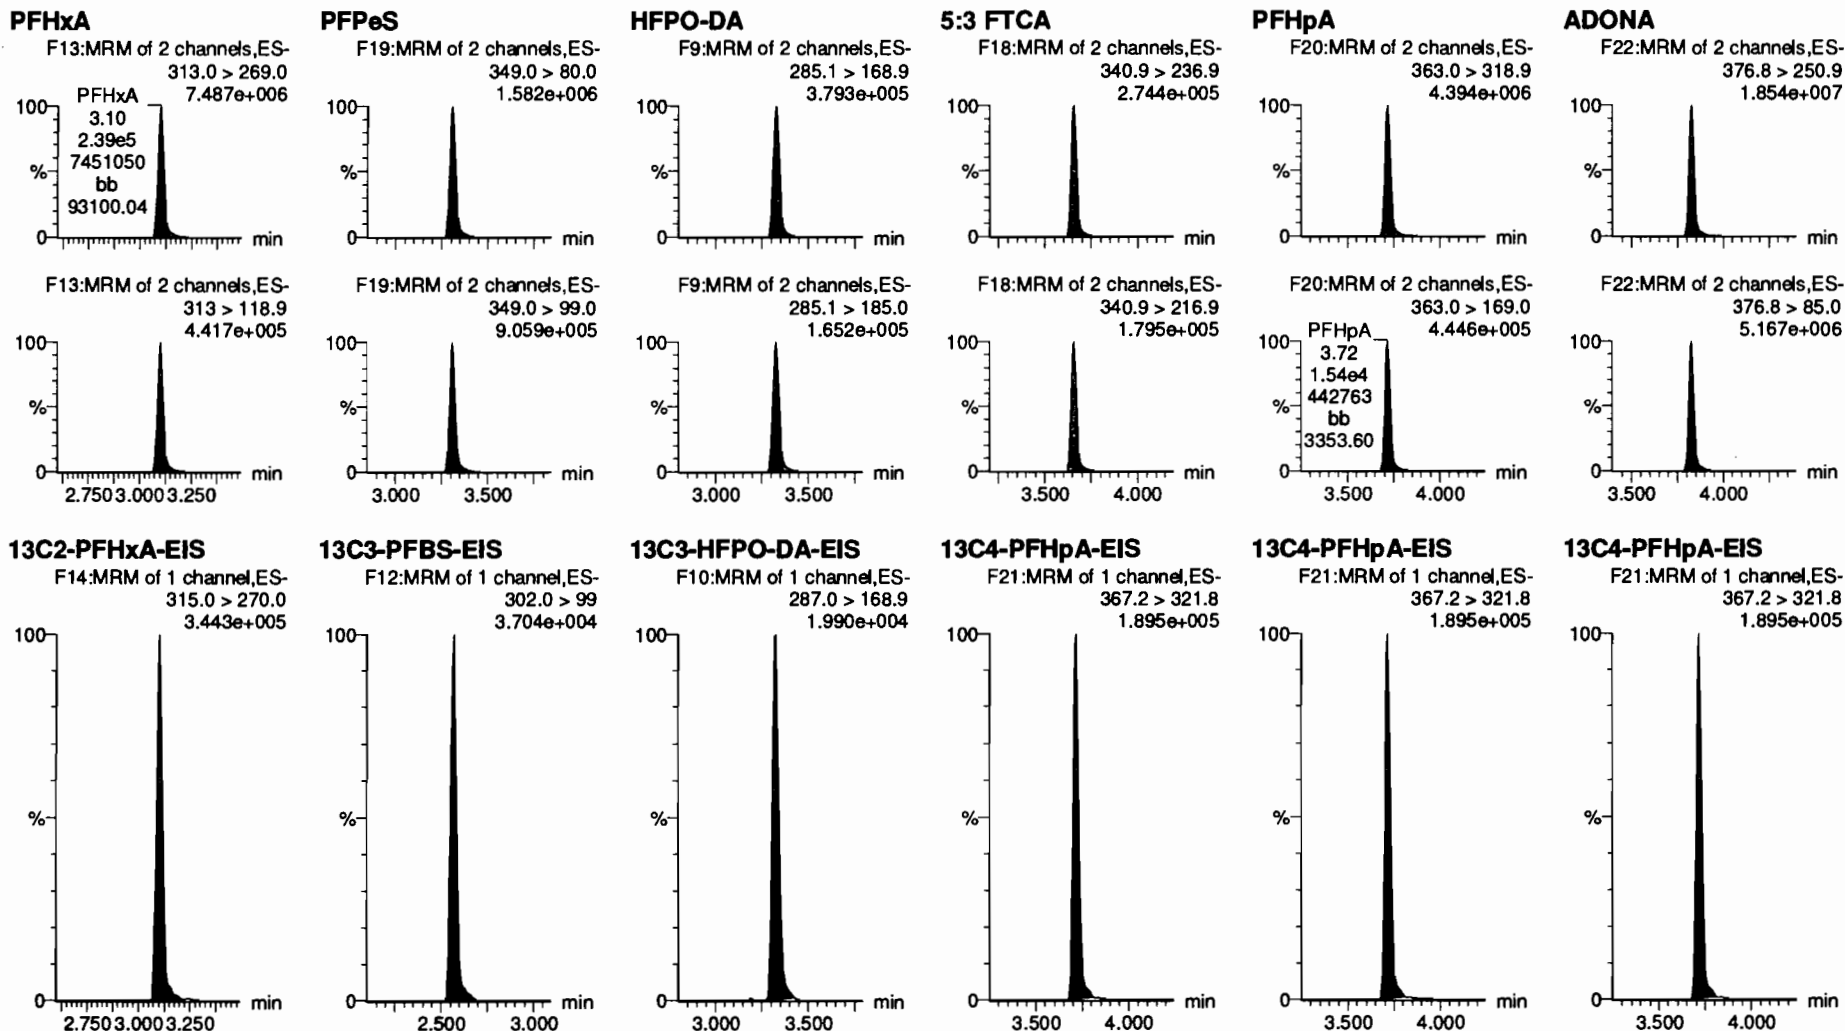 PFHxA
F13:MRM of 2 channels,ES-
313.0 > 269.0
7.487e+006
100
PFHxA
3.10
2.39e5
7451050
bb
93100.04
%
0
min
PFPeS
F19:MRM of 2 channels,ES-
349.0 > 80.0
1.582e+006
100
%
0
min
HFPO-DA
F9:MRM of 2 channels,ES-
285.1 > 168.9
3.793e+005
100
%
0
min
5:3 FTCA
F18:MRM of 2 channels,ES-
340.9 > 236.9
2.744e+005
100
%
0
min
PFHpA
F20:MRM of 2 channels,ES-
363.0 > 318.9
4.394e+006
100
%
0
min
ADONA
F22:MRM of 2 channels,ES-
376.8 > 250.9
1.854e+007
100
%
0
min
F13:MRM of 2 channels,ES-
313 > 118.9
4.417e+005
100
%
0
min
2.750 3.000 3.250
F19:MRM of 2 channels,ES-
349.0 > 99.0
9.059e+005
100
%
0
min
3.000 3.500
F9:MRM of 2 channels,ES-
285.1 > 185.0
1.652e+005
100
%
0
min
3.000 3.500
F18:MRM of 2 channels,ES-
340.9 > 216.9
1.795e+005
100
%
0
min
3.500 4.000
F20:MRM of 2 channels,ES-
363.0 > 169.0
4.446e+005
100
PFHpA
3.72
1.54e4
442763
bb
3353.60
%
0
min
3.500 4.000
F22:MRM of 2 channels,ES-
376.8 > 85.0
5.167e+006
100
%
0
min
3.500 4.000
13C2-PFHxA-EIS
F14:MRM of 1 channel,ES-
315.0 > 270.0
3.443e+005
100
%
0
min
2.750 3.000 3.250
13C3-PFBS-EIS
F12:MRM of 1 channel,ES-
302.0 > 99
3.704e+004
100
%
0
min
2.500 3.000
13C3-HFPO-DA-EIS
F10:MRM of 1 channel,ES-
287.0 > 168.9
1.990e+004
100
%
0
min
3.000 3.500
13C4-PFHpA-EIS
F21:MRM of 1 channel,ES-
367.2 > 321.8
1.895e+005
100
%
0
min
3.500 4.000
13C4-PFHpA-EIS
F21:MRM of 1 channel,ES-
367.2 > 321.8
1.895e+005
100
%
0
min
3.500 4.000
13C4-PFHpA-EIS
F21:MRM of 1 channel,ES-
367.2 > 321.8
1.895e+005
100
%
0
min
3.500 4.000